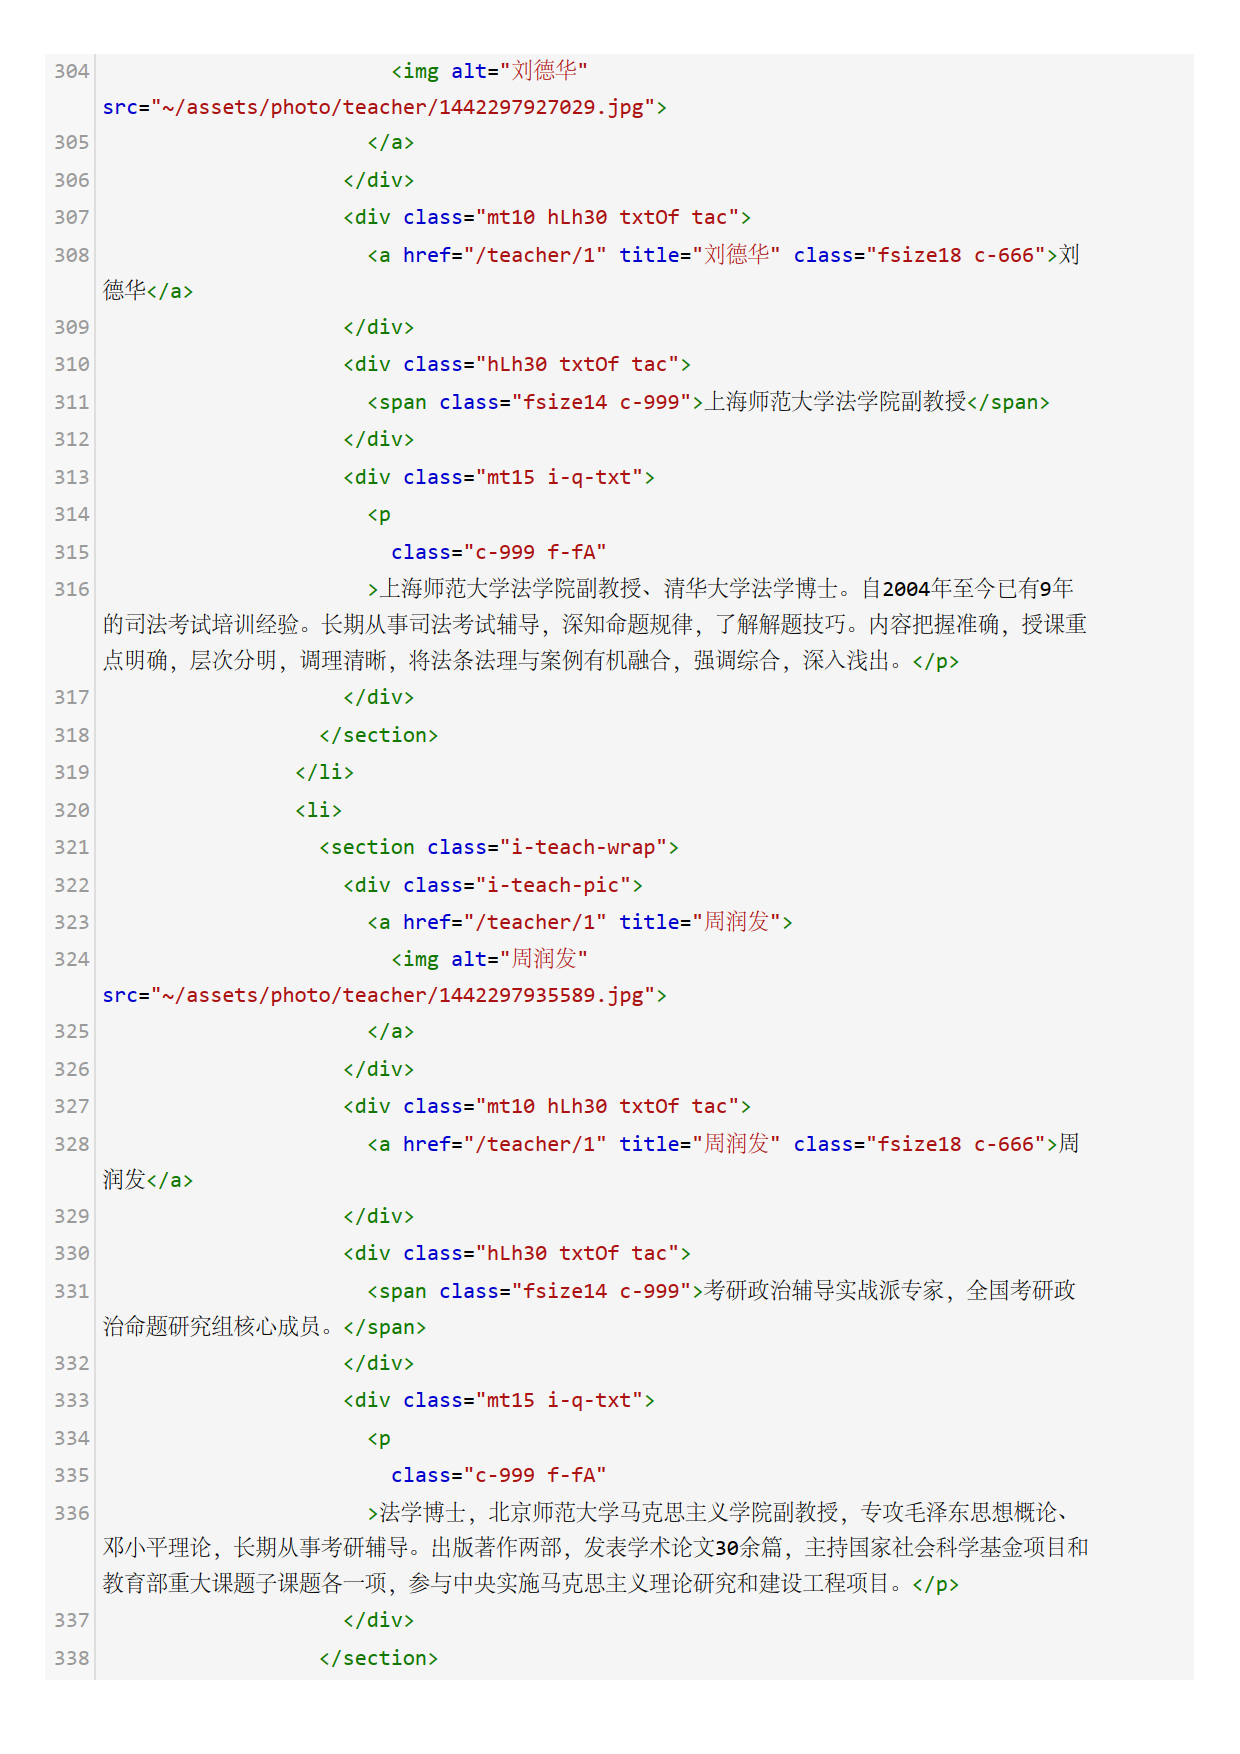 304                         <img alt="刘德华"
src="~/assets/photo/teacher/1442297927029.jpg">
305                       </a>
306                     </div>
307                     <div class="mt10 hLh30 txtOf tac">
308                       <a href="/teacher/1" title="刘德华" class="fsize18 c-666">刘
德华</a>
309                     </div>
310                     <div class="hLh30 txtOf tac">
311                       <span class="fsize14 c-999">上海师范大学法学院副教授</span>
312                     </div>
313                     <div class="mt15 i-q-txt">
314                       <p
315                         class="c-999 f-fA"
316                       >上海师范大学法学院副教授、清华大学法学博士。自2004年至今已有9年
的司法考试培训经验。长期从事司法考试辅导，深知命题规律，了解解题技巧。内容把握准确，授课重
点明确，层次分明，调理清晰，将法条法理与案例有机融合，强调综合，深入浅出。</p>
317                     </div>
318                   </section>
319                 </li>
320                 <li>
321                   <section class="i-teach-wrap">
322                     <div class="i-teach-pic">
323                       <a href="/teacher/1" title="周润发">
324                         <img alt="周润发"
src="~/assets/photo/teacher/1442297935589.jpg">
325                       </a>
326                     </div>
327                     <div class="mt10 hLh30 txtOf tac">
328                       <a href="/teacher/1" title="周润发" class="fsize18 c-666">周
润发</a>
329                     </div>
330                     <div class="hLh30 txtOf tac">
331                       <span class="fsize14 c-999">考研政治辅导实战派专家，全国考研政
治命题研究组核心成员。</span>
332                     </div>
333                     <div class="mt15 i-q-txt">
334                       <p
335                         class="c-999 f-fA"
336                       >法学博士，北京师范大学马克思主义学院副教授，专攻毛泽东思想概论、
邓小平理论，长期从事考研辅导。出版著作两部，发表学术论文30余篇，主持国家社会科学基金项目和
教育部重大课题子课题各一项，参与中央实施马克思主义理论研究和建设工程项目。</p>
337                     </div>
338                   </section>